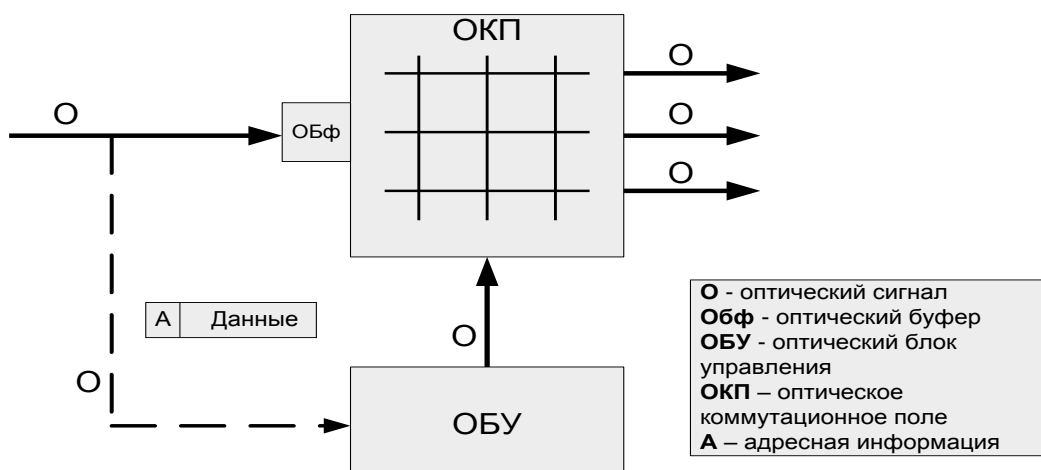 ОКП
О
О
ОБф
О
О
О - оптический сигнал
Обф - оптический буфер
ОБУ - оптический блок
управления
ОКП – оптическое
коммутационное поле
А – адресная информация
А Данные
О
О
ОБУ